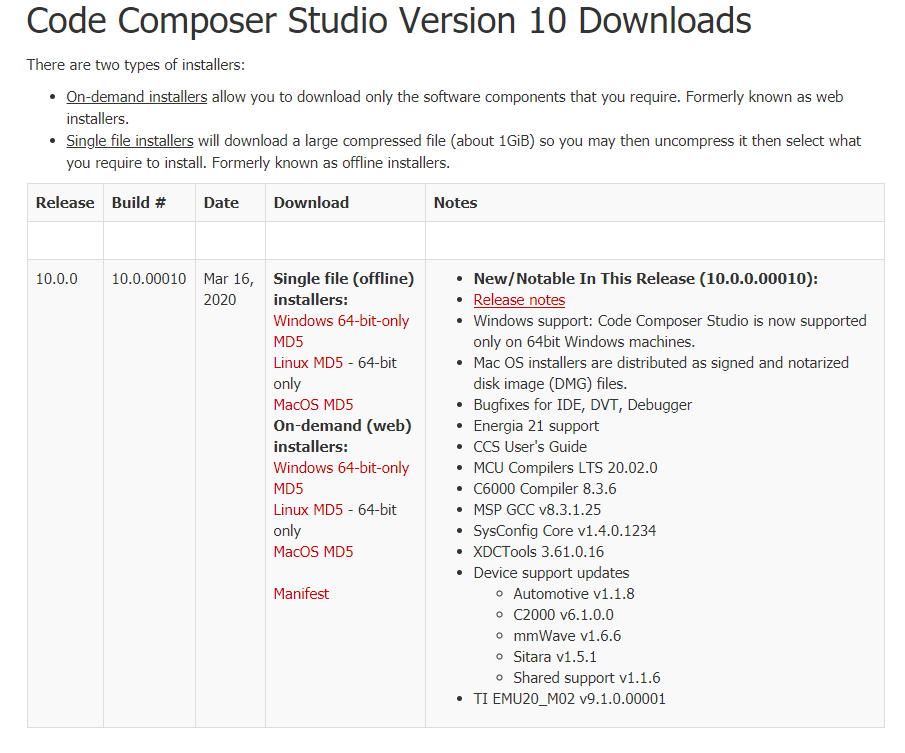 Code Composer Studio Version 10 Downloads
There are two types of installers:
• On-demand installers allow you to download only the software components that you require. Formerly known as web
installers.
• Single file installers will download a large compressed file (about 1GiB) so you may then uncompress it then select what
you require to install. Formerly known as offline installers.
Release Build # Date Download Notes
10.0.0
10.0.00010
Mar 16,
2020
Single file (offline)
installers:
Windows 64-bit-only
MD5
Linux MD5 - 64-bit
only
MacOS MD5
On-demand (web)
installers:
Windows 64-bit-only
MD5
Linux MD5 - 64-bit
only
MacOS MD5
Manifest
• New/Notable In This Release (10.0.0.00010):
• Release notes
• Windows support: Code Composer Studio is now supported
only on 64bit Windows machines.
• Mac OS installers are distributed as signed and notarized
disk image (DMG) files.
• Bugfixes for IDE, DVT, Debugger
• Energia 21 support
• CCS User's Guide
• MCU Compilers LTS 20.02.0
• C6000 Compiler 8.3.6
• MSP GCC v8.3.1.25
• SysConfig Core v1.4.0.1234
• XDCTools 3.61.0.16
• Device support updates
◦ Automotive v1.1.8
◦ C2000 v6.1.0.0
◦ mmWave v1.6.6
◦ Sitara v1.5.1
◦ Shared support v1.1.6
• TI EMU20_M02 v9.1.0.00001